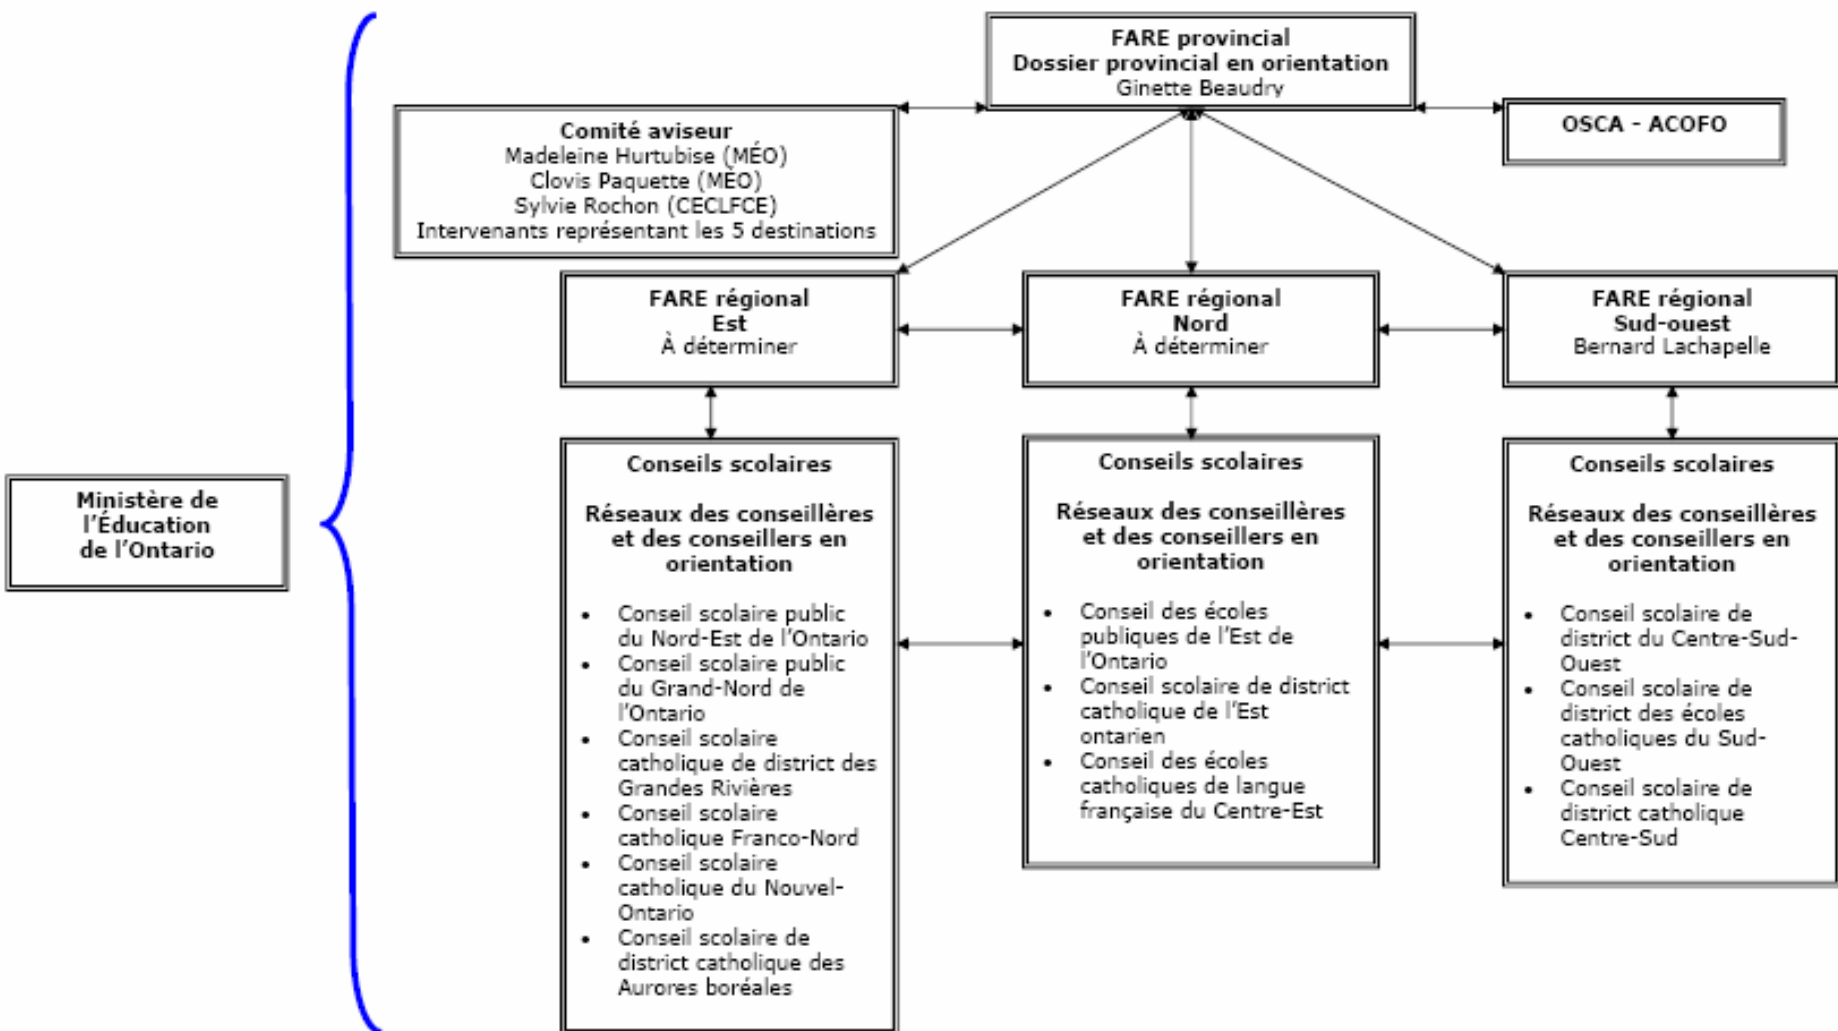 FARE provincial
Dossier provincial en orientation
Ginette Beaudry
Comité aviseur
Madeleine Hurtubise (MÉO)
Clovis Paquette (MÉO)
Sylvie Rochon (CECLFCE)
Intervenants représentant les 5 destinations
OSCA - ACOFO
FARE régional
Est
À déterminer
FARE régional
Nord
À déterminer
FARE régional
Sud-ouest
Bernard Lachapelle
Ministère de
l'Éducation
de l'Ontario
Conseils scolaires
Réseaux des conseillères
et des conseillers en
orientation
• Conseil scolaire public
du Nord-Est de l'Ontario
• Conseil scolaire public
du Grand-Nord de
l'Ontario
• Conseil scolaire
catholique de district des
Grandes Rivières
• Conseil scolaire
catholique Franco-Nord
• Conseil scolaire
catholique du Nouvel-
Ontario
• Conseil scolaire de
district catholique des
Aurores boréales
Conseils scolaires
Réseaux des conseillères
et des conseillers en
orientation
• Conseil des écoles
publiques de l'Est de
l'Ontario
• Conseil scolaire de district
catholique de l'Est
ontarien
• Conseil des écoles
catholiques de langue
française du Centre-Est
Conseils scolaires
Réseaux des conseillères
et des conseillers en
orientation
• Conseil scolaire de
district du Centre-Sud-
Ouest
• Conseil scolaire de
district des écoles
catholiques du Sud-
Ouest
• Conseil scolaire de
district catholique
Centre-Sud